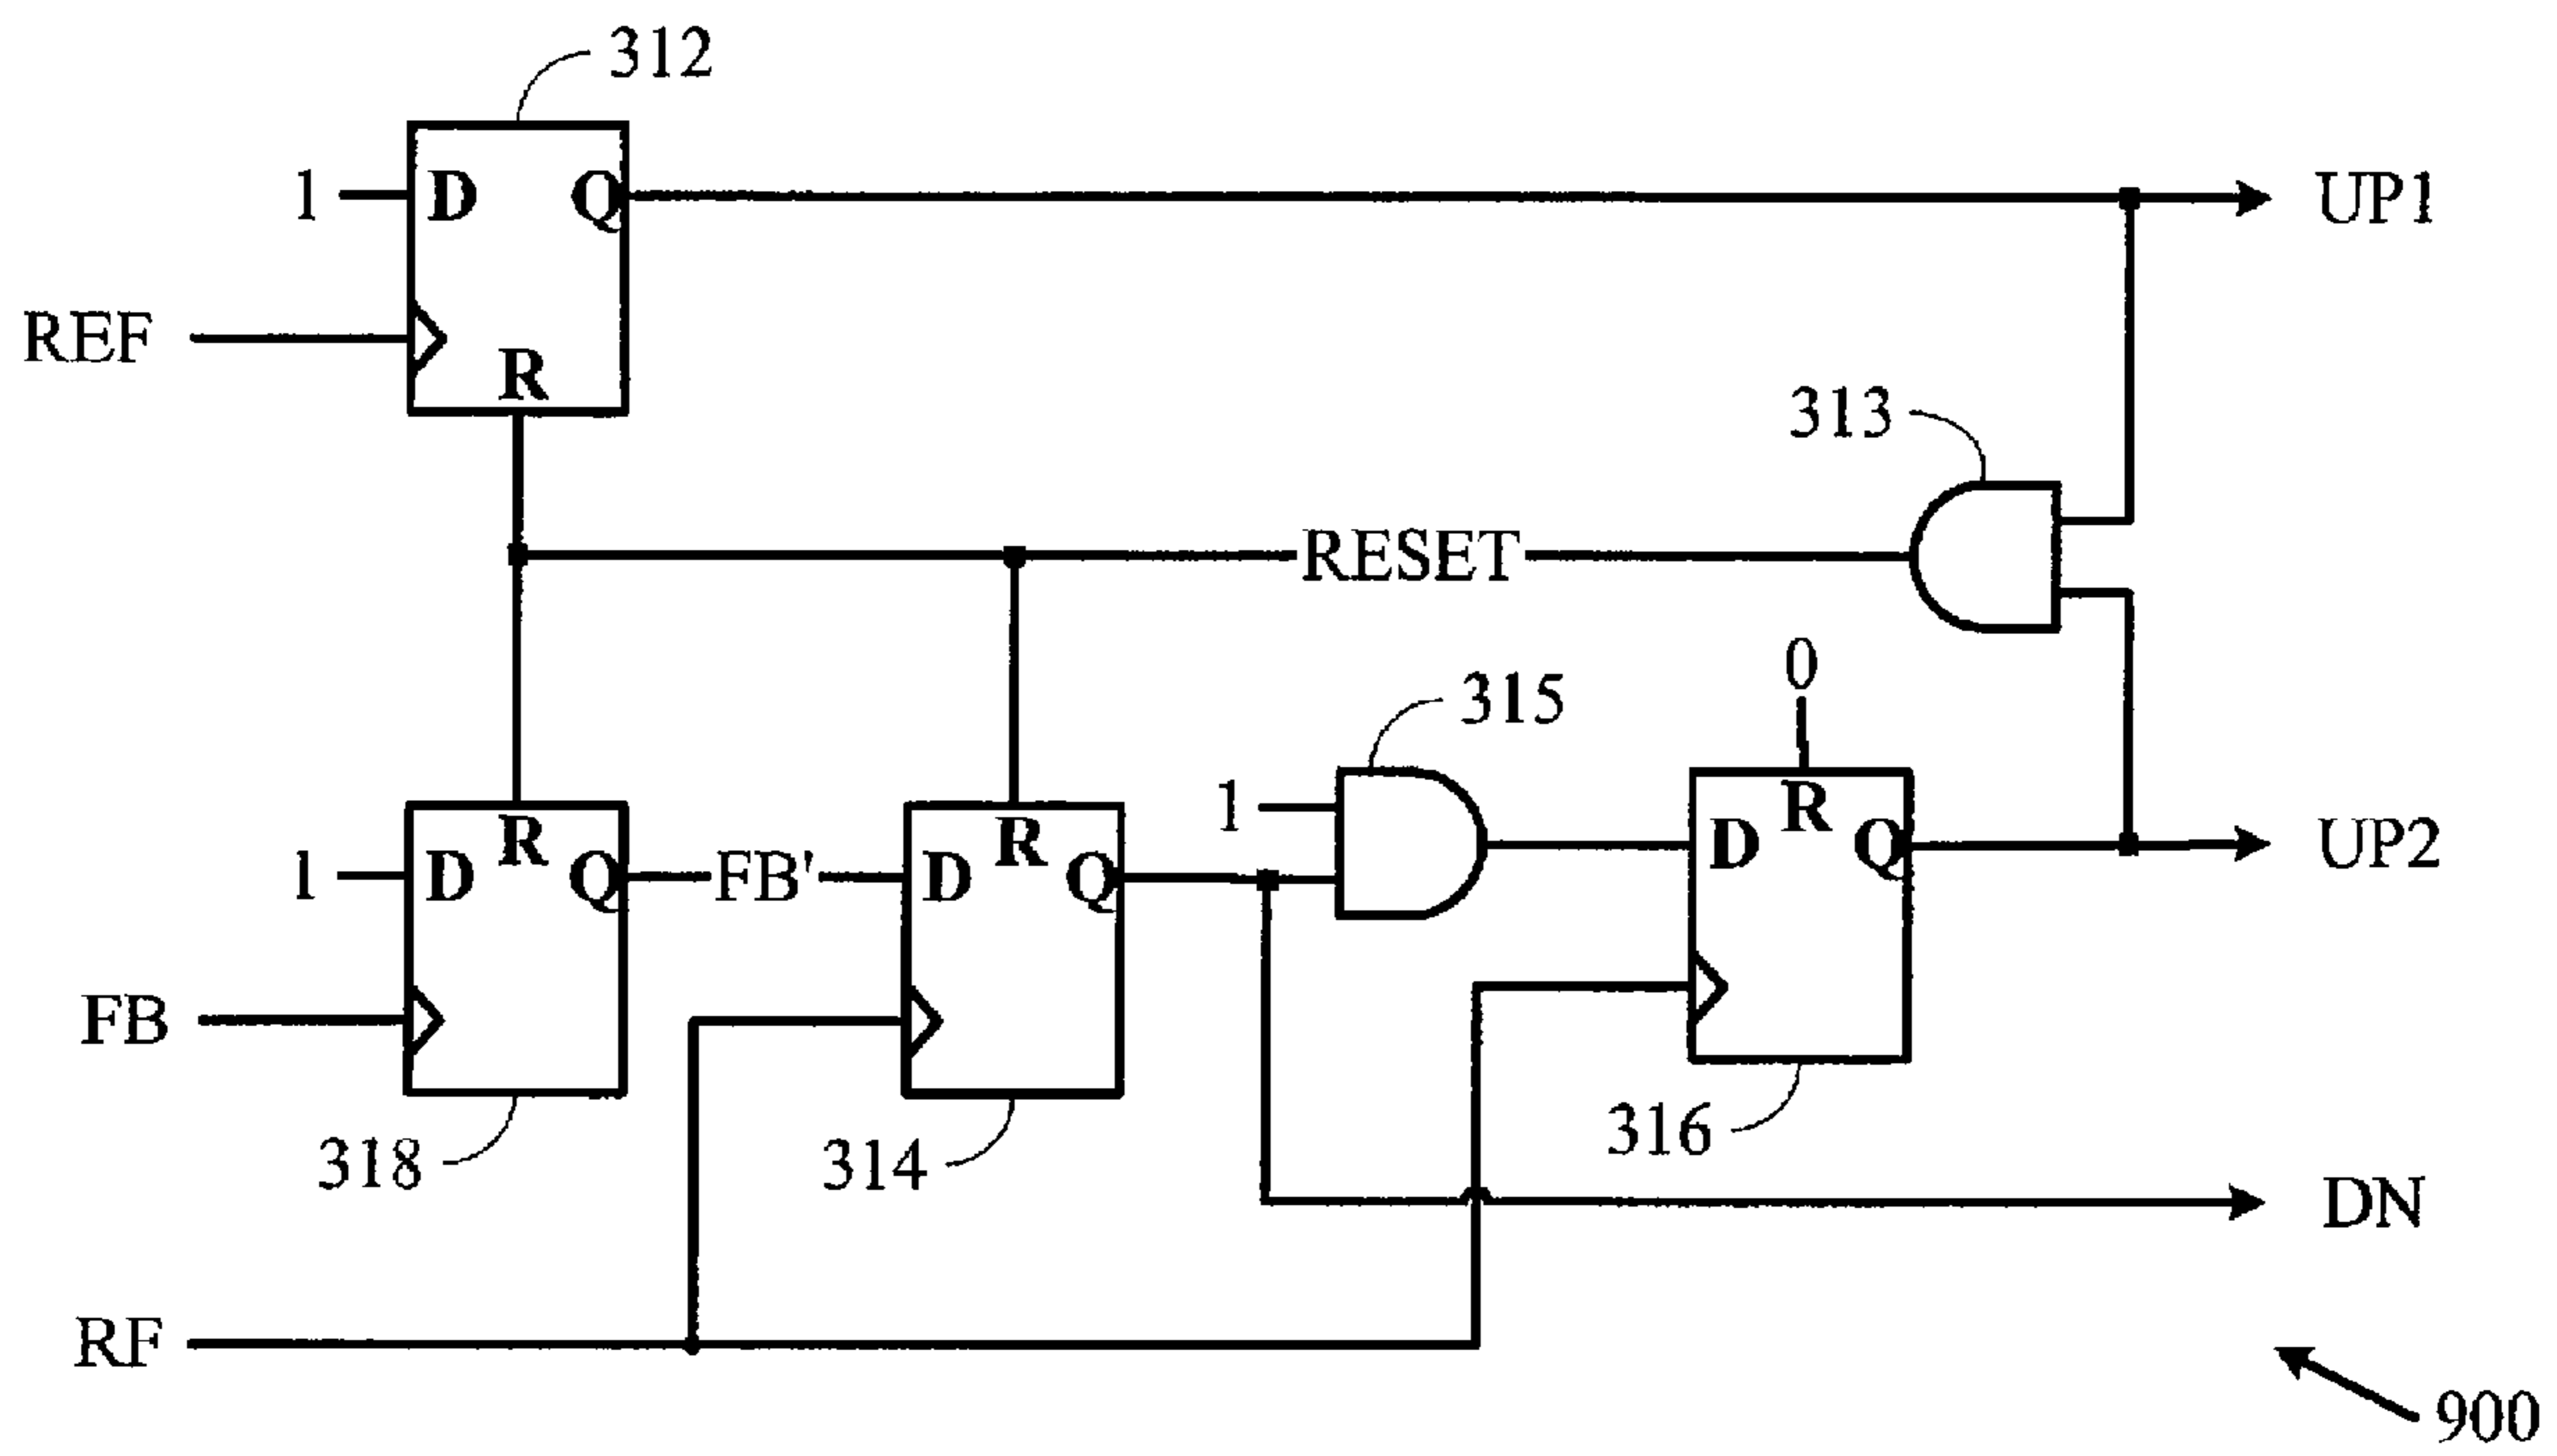 312
1 D Q UP1
REF
R
313
RESET
0
315
1
R
D Q UP2
R R
1 D Q FB' D Q
FB
316
318 314
DN
RF
900